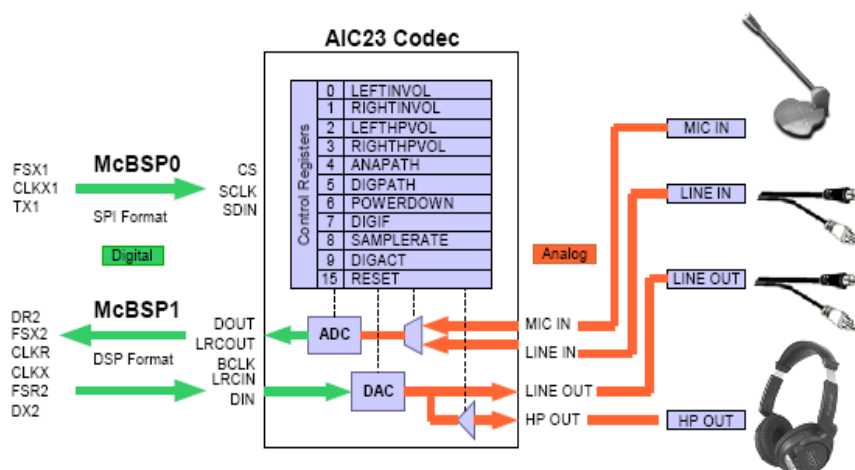 AIC23 Codec
Control Registers
0 LEFTINVOL
1 RIGHTINVOL
2 LEFTHPVOL
3 RIGHTHPVOL
4 ANAPATH
5 DIGPATH
6 POWERDOWN
7 DIGIF
8 SAMPLERATE
9 DIGACT
15 RESET
McBSP0
FSX1
CLKX1
TX1
SPI Format
CS
SCLK
SDIN
Digital
Analog
McBSP1
DR2
FSX2
CLKR
CLKX
FSR2
DX2
DSP Format
DOUT
LRCOUT
BCLK
LRCIN
DIN
ADC
DAC
MIC IN
LINE IN
LINE OUT
HP OUT
MIC IN
LINE IN
LINE OUT
HP OUT